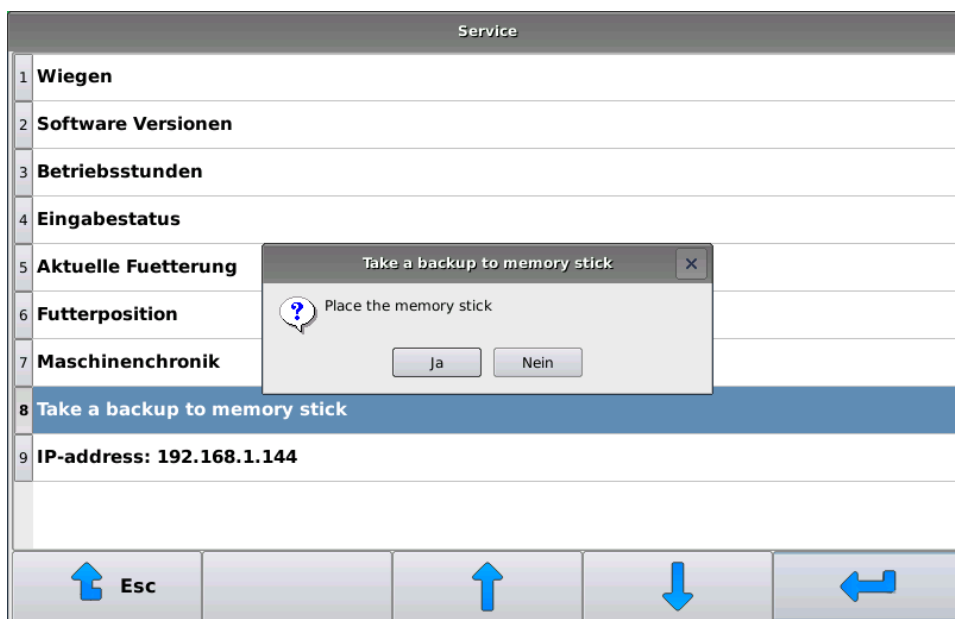 Service
1 Wiegen
2 Software Versionen
3 Betriebsstunden
4 Eingabestatus
5 Aktuelle Fuetterung
6 Futterposition
7 Maschinenchronik
8 Take a backup to memory stick
9 IP-address: 192.168.1.144
Take a backup to memory stick
?
Place the memory stick
Ja Nein
Esc